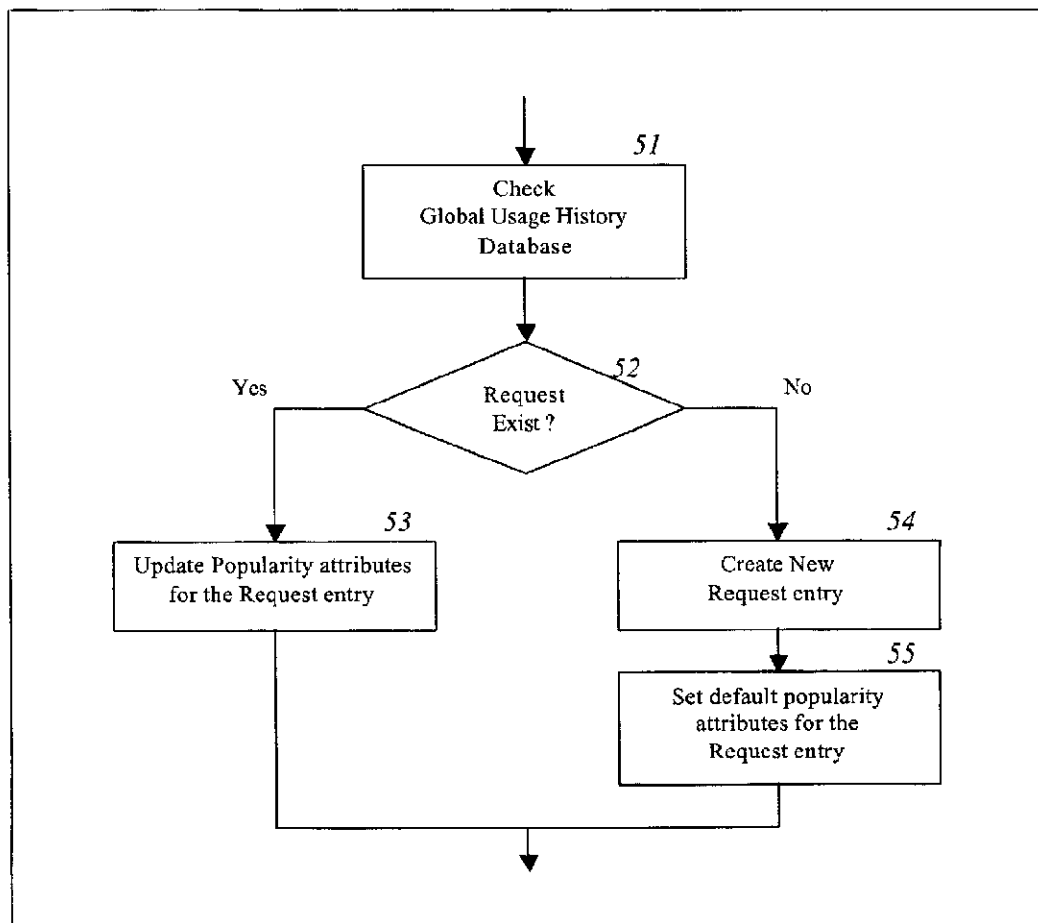 51
Check
Global Usage History
Database
52
Yes
Request
Exist ?
No
53
Update Popularity attributes
for the Request entry
54
Create New
Request entry
55
Set default popularity
attributes for the
Request entry